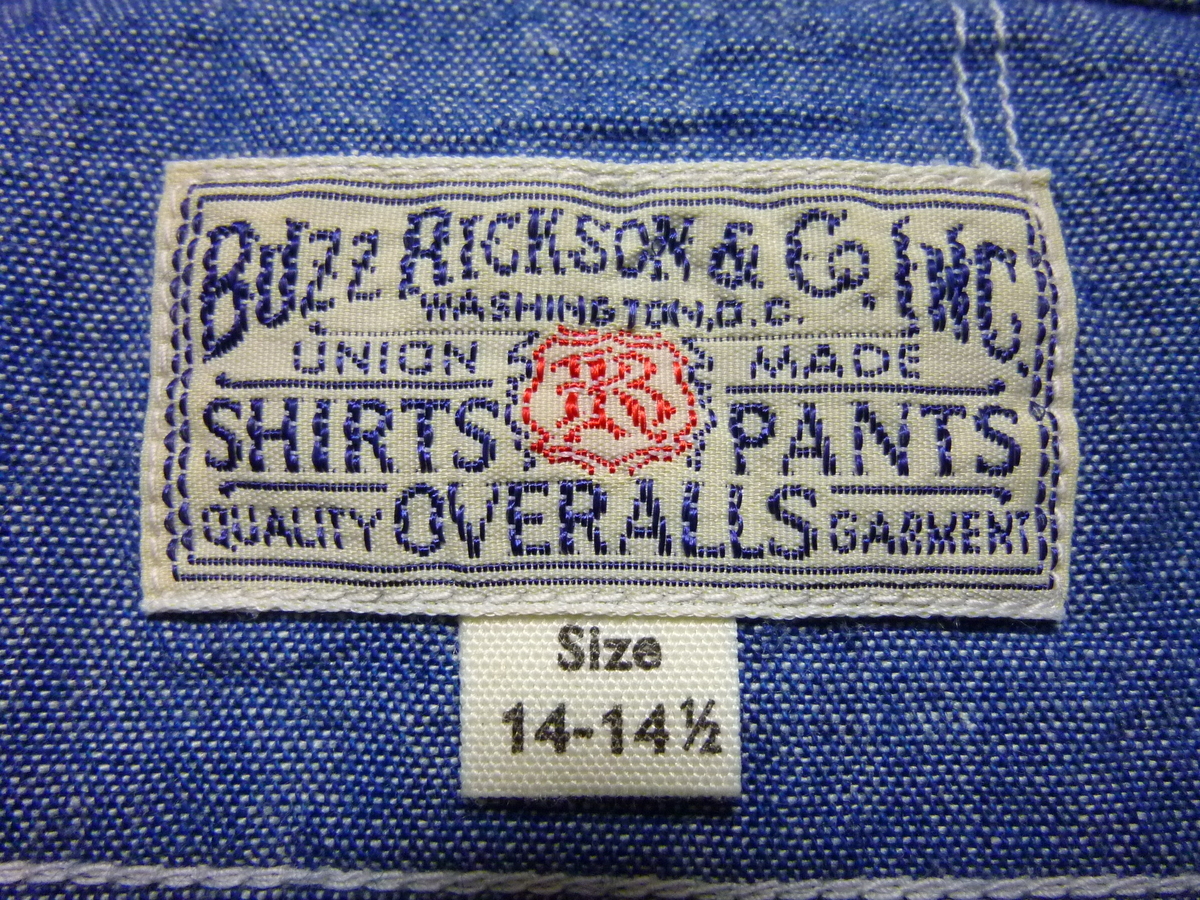 BUZZ RICKSON & Co. INC.
WASHINGTON, D.C.
UNION MADE
SHIRTS PANTS
QUALITY OVERALLS GARMENT
Size
14-14½